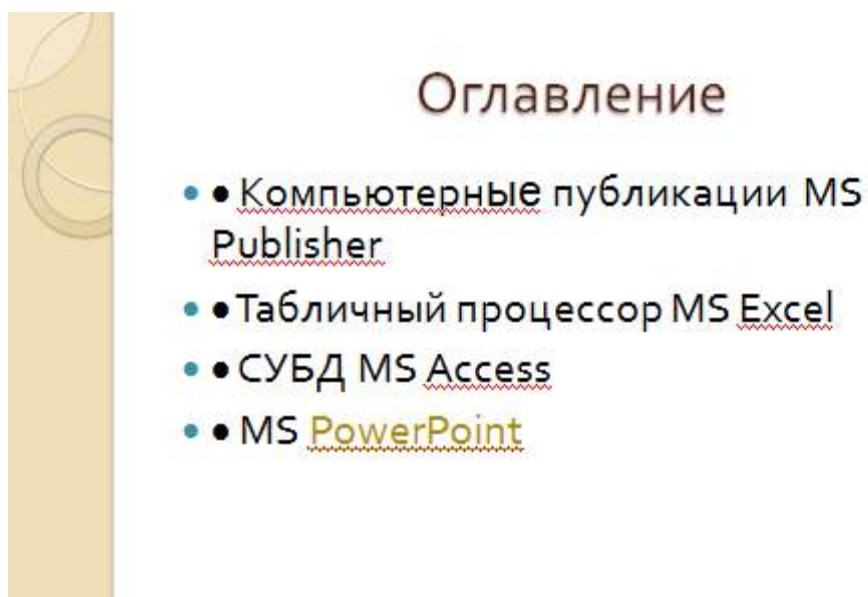 Оглавление
• • Компьютерные публикации MS
Publisher
• • Табличный процессор MS Excel
• • СУБД MS Access
• • MS PowerPoint